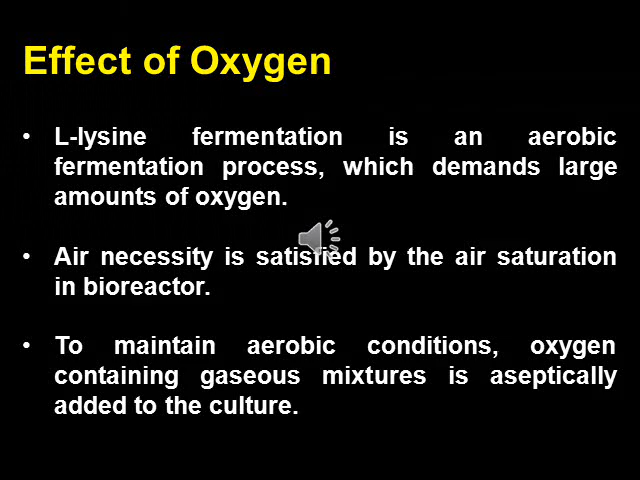 Effect of Oxygen
• L-lysine fermentation is an aerobic
fermentation process, which demands large
amounts of oxygen.
• Air necessity is satisfied by the air saturation
in bioreactor.
• To maintain aerobic conditions, oxygen
containing gaseous mixtures is aseptically
added to the culture.